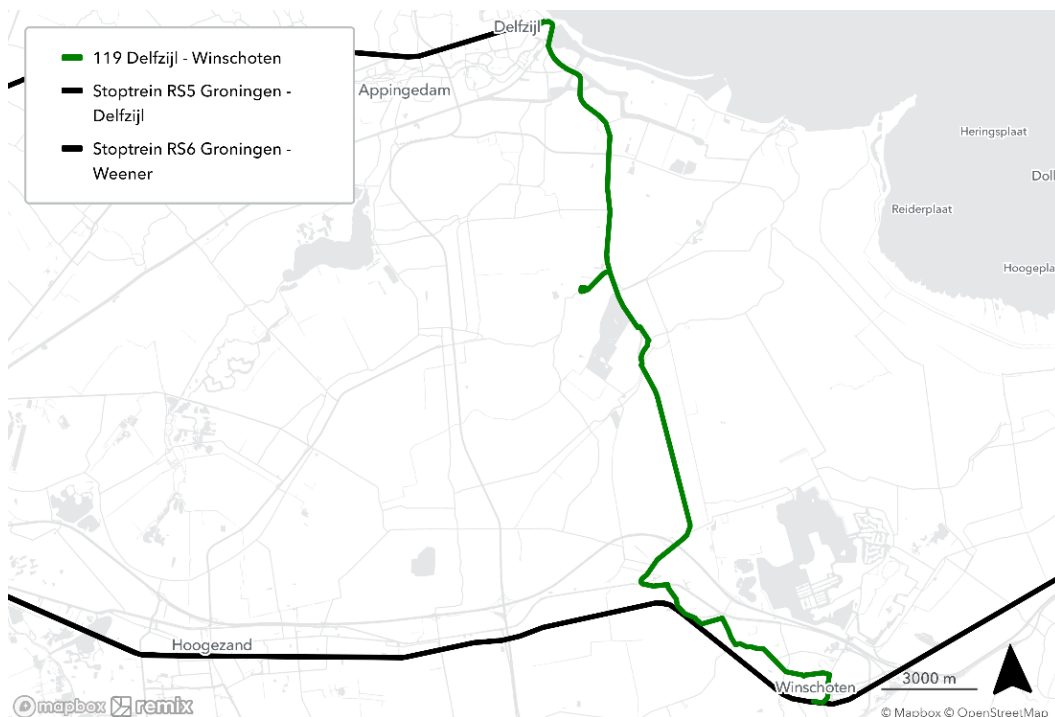 Delfzijl
119 Delfzijl - Winschoten
Stoptrein RS5 Groningen -
Delfzijl
Stoptrein RS6 Groningen -
Weener
Appingedam
Heringsplaat
Doll
Reiderplaat
Hoogepla
Hoogezand
Winschoten
3000 m
mapbox remix
© Mapbox © OpenStreetMap